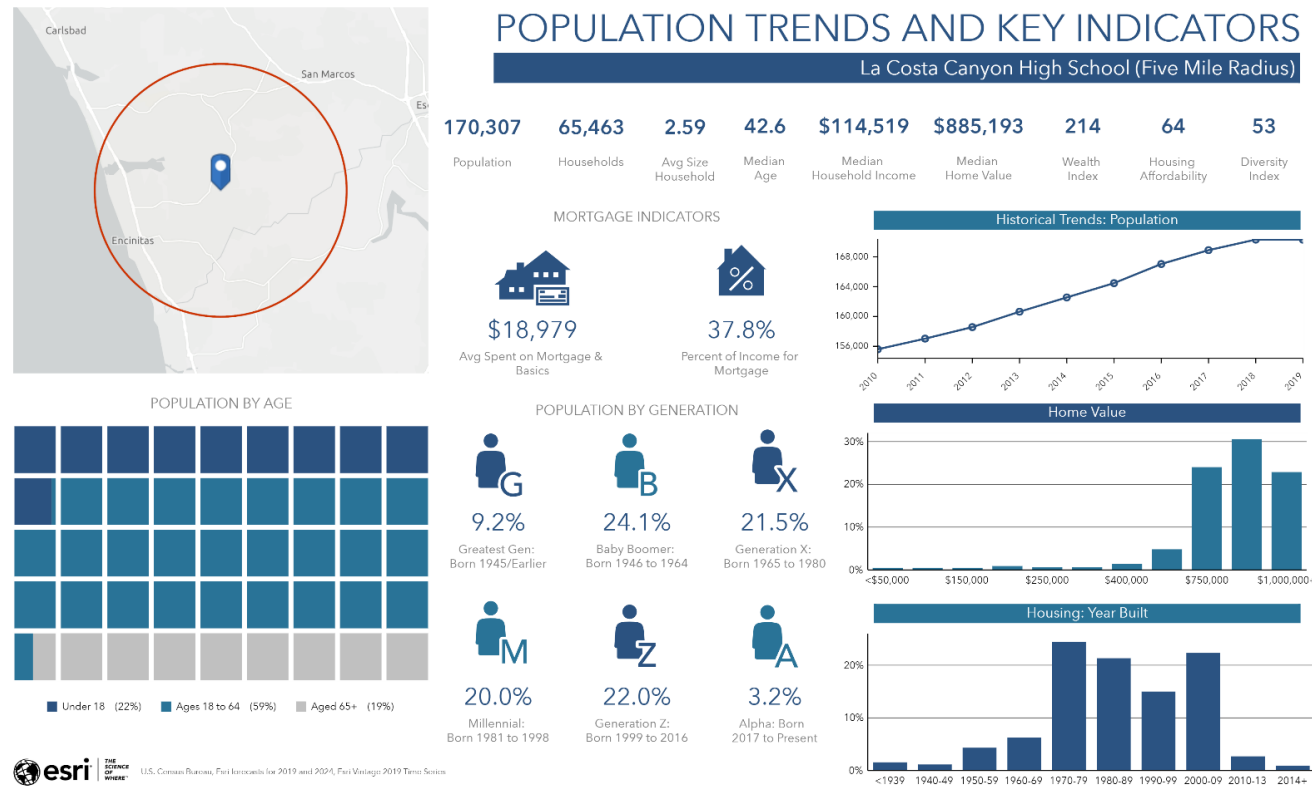 Carlsbad
San Marcos
Es
Encinitas
POPULATION TRENDS AND KEY INDICATORS
La Costa Canyon High School (Five Mile Radius)
170,307
65,463
2.59
42.6
$114,519
$885,193
214
64
53
Population
Households
Avg Size
Household
Median
Age
Median
Household Income
Median
Home Value
Wealth
Index
Housing
Affordability
Diversity
Index
MORTGAGE INDICATORS
%
$18,979
37.8%
Avg Spent on Mortgage &
Basics
Percent of Income for
Mortgage
Historical Trends: Population
168,000
164,000
160,000
156,000
2010
2011
2012
2013
2014
2015
2016
2017
2018
2019
POPULATION BY AGE
Under 18 (22%)
Ages 18 to 64 (59%)
Aged 65+ (19%)
POPULATION BY GENERATION
G
B
X
9.2%
24.1%
21.5%
Greatest Gen:
Born 1945/Earlier
Baby Boomer:
Born 1946 to 1964
Generation X:
Born 1965 to 1980
M
Z
A
20.0%
22.0%
3.2%
Millennial:
Born 1981 to 1998
Generation Z:
Born 1999 to 2016
Alpha: Born
2017 to Present
Home Value
30%
20%
10%
0%
<$50,000
$150,000
$250,000
$400,000
$750,000
$1,000,000
Housing: Year Built
20%
10%
0%
<1939
1940-49
1950-59
1960-69
1970-79
1980-89
1990-99
2000-09
2010-13
2014+
esri
THE
SCIENCE
OF
WHERE
U.S. Census Bureau, Esri forecasts for 2019 and 2024, Esri Vintage 2019 Time Series